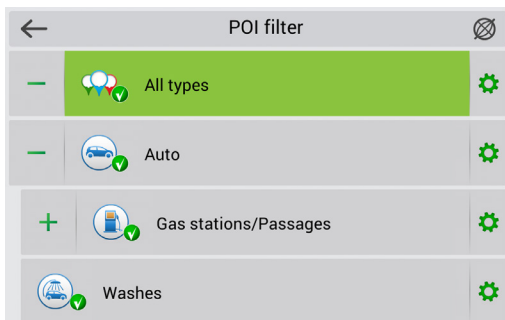 POI filter
All types
Auto
Gas stations/Passages
Washes